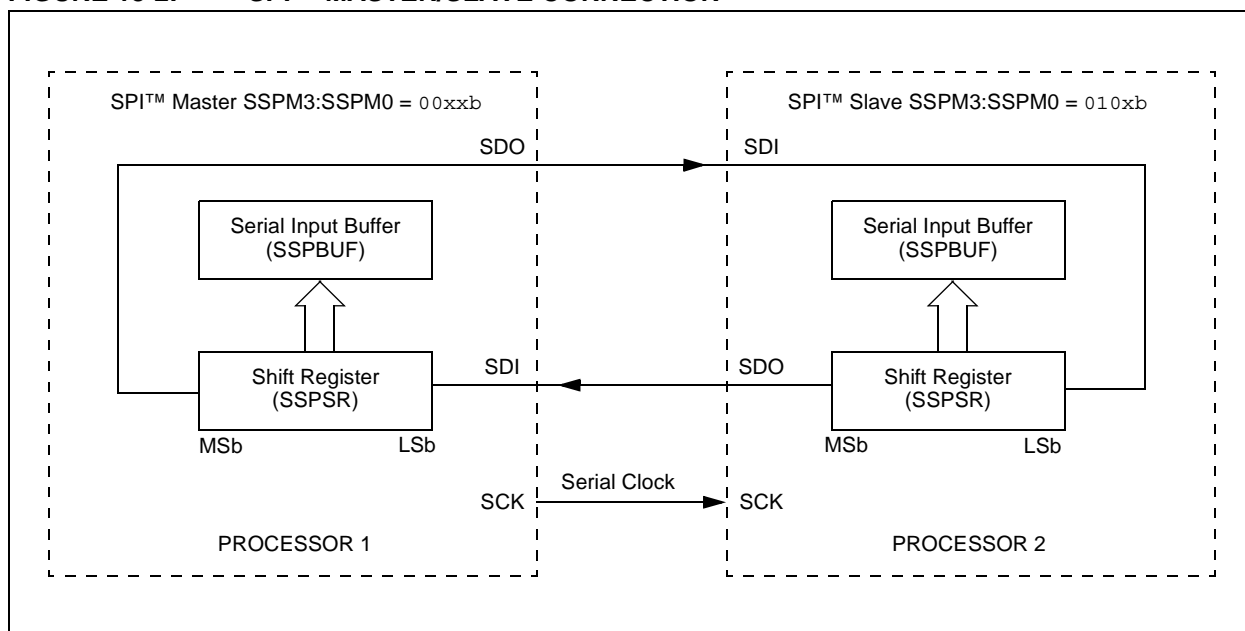 SPI™ Master SSPM3:SSPM0 = 00xxb
SDO
Serial Input Buffer
(SSPBUF)
Shift Register
(SSPSR)
MSb
LSb
SDI
SCK
PROCESSOR 1
Serial Clock
SPI™ Slave SSPM3:SSPM0 = 010xb
SDI
Serial Input Buffer
(SSPBUF)
SDO
Shift Register
(SSPSR)
MSb
LSb
SCK
PROCESSOR 2